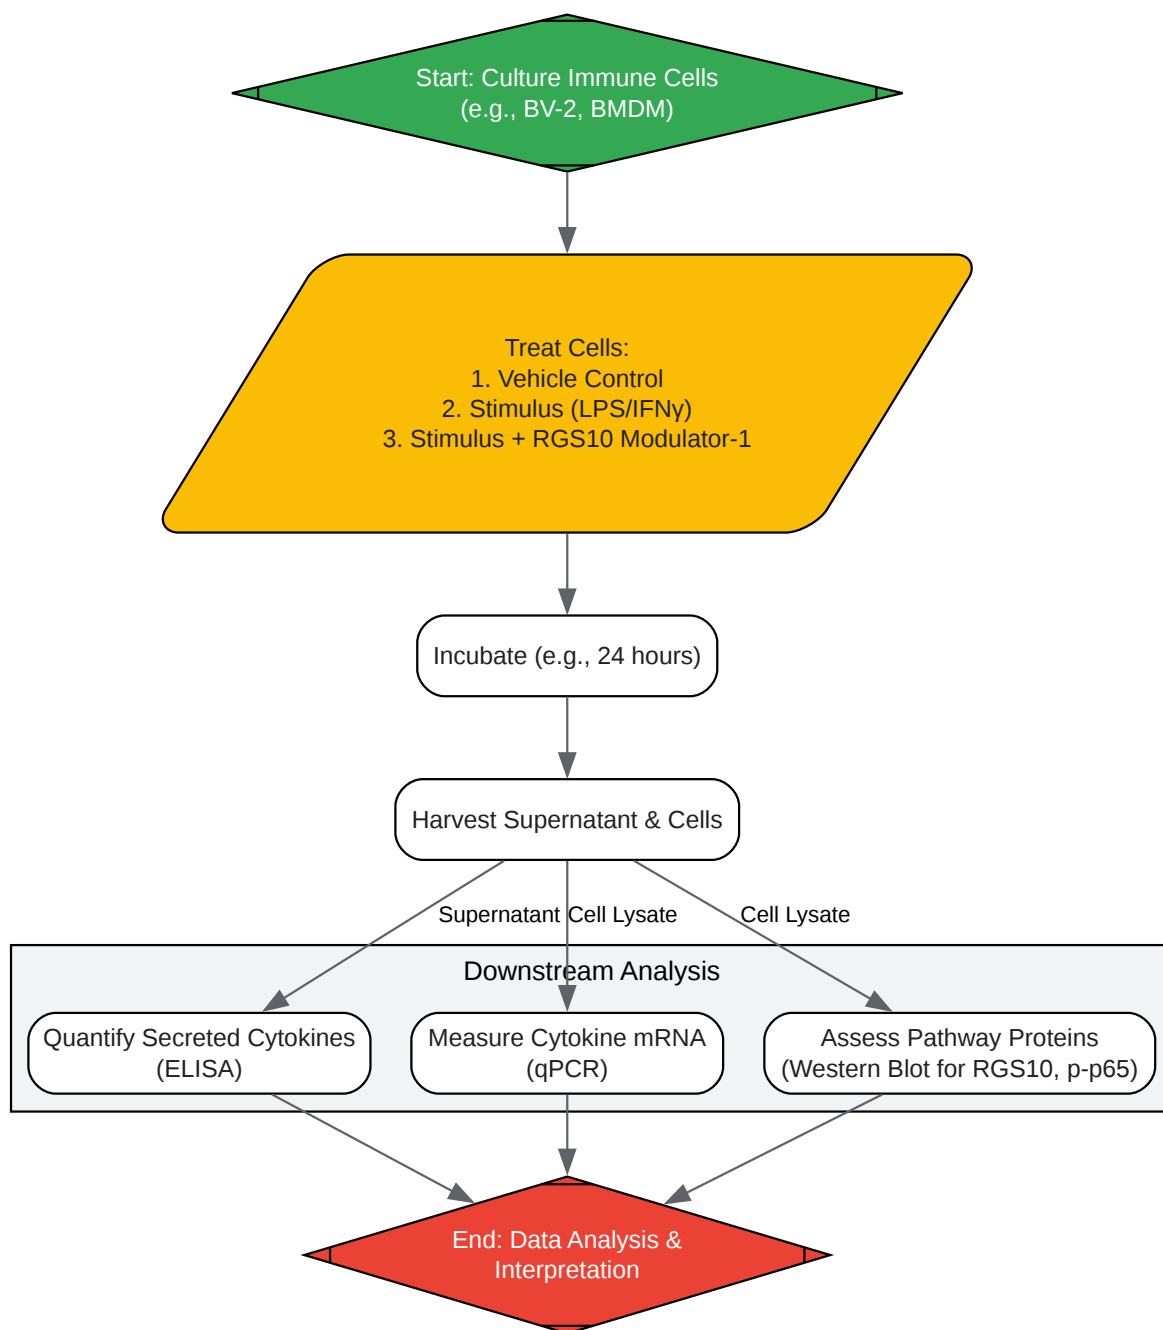 Start: Culture Immune Cells
(e.g., BV-2, BMDM)
Treat Cells:
1. Vehicle Control
2. Stimulus (LPS/IFNγ)
3. Stimulus + RGS10 Modulator-1
Incubate (e.g., 24 hours)
Harvest Supernatant & Cells
Supernatant
Cell Lysate
Cell Lysate
Downstream Analysis
Quantify Secreted Cytokines
(ELISA)
Measure Cytokine mRNA
(qPCR)
Assess Pathway Proteins
(Western Blot for RGS10, p-p65)
End: Data Analysis &
Interpretation